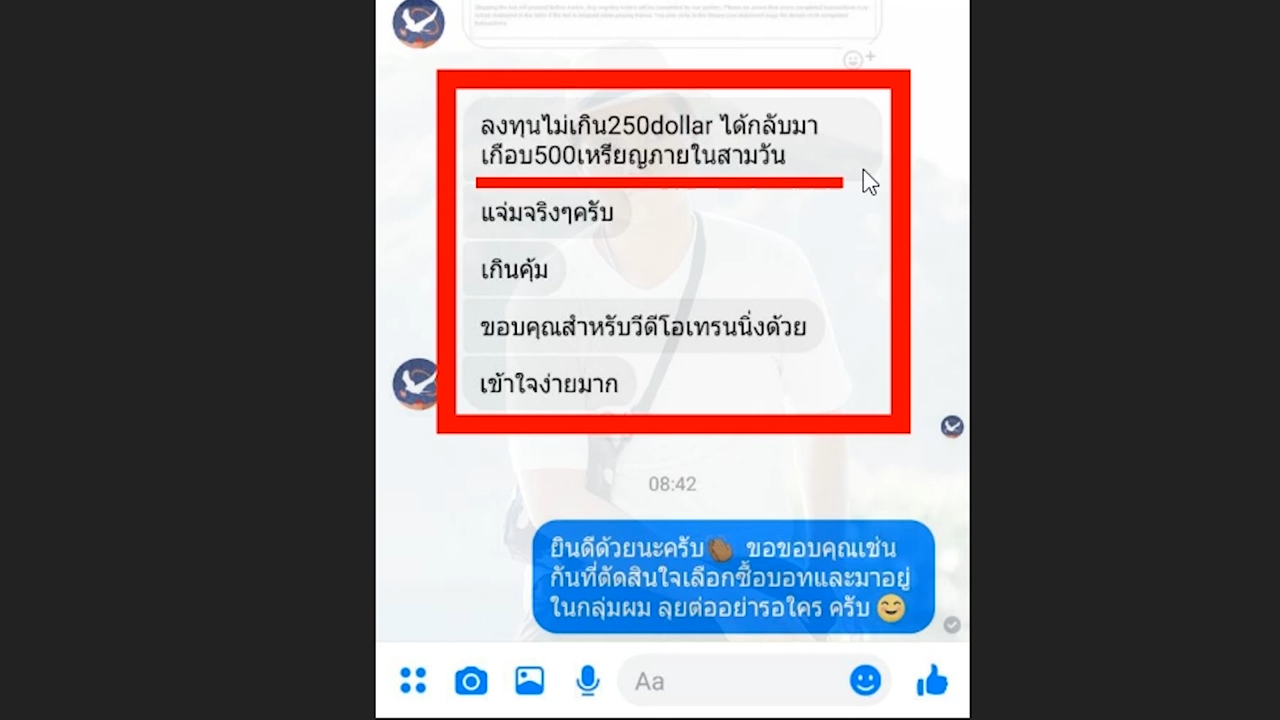 ลงทุนไม่เกิน250dollar ได้กลับมา
เกือบ500เหรียญภายในสามวัน
แจ่มจริงๆครับ
เกินคุ้ม
ขอบคุณสำหรับวีดีโอเทรนนิ่งด้วย
เข้าใจง่ายมาก
08:42
ยินดีด้วยนะครับ👏🏾 ขอขอบคุณเช่น
กันที่ตัดสินใจเลือกซื้อบอทและมาอยู่
ในกลุ่มผม ลุยต่ออย่ารอใคร ครับ😊
Aa